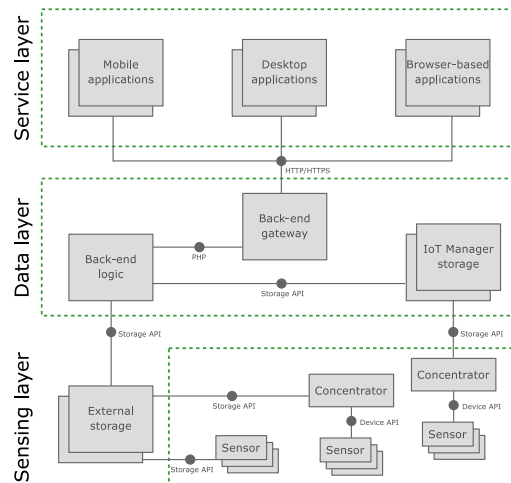 Service layer
Mobile
applications
Desktop
applications
Browser-based
applications
HTTP/HTTPS
Data layer
Back-end
gateway
Back-end
logic
PHP
IoT Manager
storage
Storage API
Storage API
Storage API
Sensing layer
External
storage
Storage API
Concentrator
Concentrator
Device API
Device API
Sensor
Sensor
Sensor
Storage API